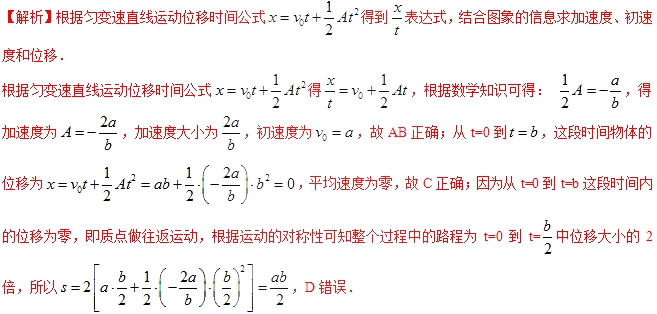 【解析】根据匀变速直线运动位移时间公式 $x=v_0t+\frac{1}{2}At^2$ 得到 $\frac{x}{t}$ 表达式，结合图象的信息求加速度、初速
度和位移．
根据匀变速直线运动位移时间公式 $x=v_0t+\frac{1}{2}At^2$ 得 $\frac{x}{t}=v_0+\frac{1}{2}At$，根据数学知识可得： $\frac{1}{2}A=-\frac{a}{b}$，得
加速度为 $A=-\frac{2a}{b}$，加速度大小为 $\frac{2a}{b}$，初速度为 $v_0=a$，故 AB 正确；从 t=0 到 $t=b$，这段时间物体的
位移为 $x=v_0t+\frac{1}{2}At^2=ab+\frac{1}{2}\cdot\left(-\frac{2a}{b}\right)\cdot b^2=0$，平均速度为零，故 C 正确；因为从 t=0 到 t=b 这段时间内
的位移为零，即质点做往返运动，根据运动的对称性可知整个过程中的路程为 t=0 到 t=$\frac{b}{2}$ 中位移大小的 2
倍，所以 $s=2\left[a\cdot\frac{b}{2}+\frac{1}{2}\cdot\left(-\frac{2a}{b}\right)\cdot\left(\frac{b}{2}\right)^2\right]=\frac{ab}{2}$，D 错误．